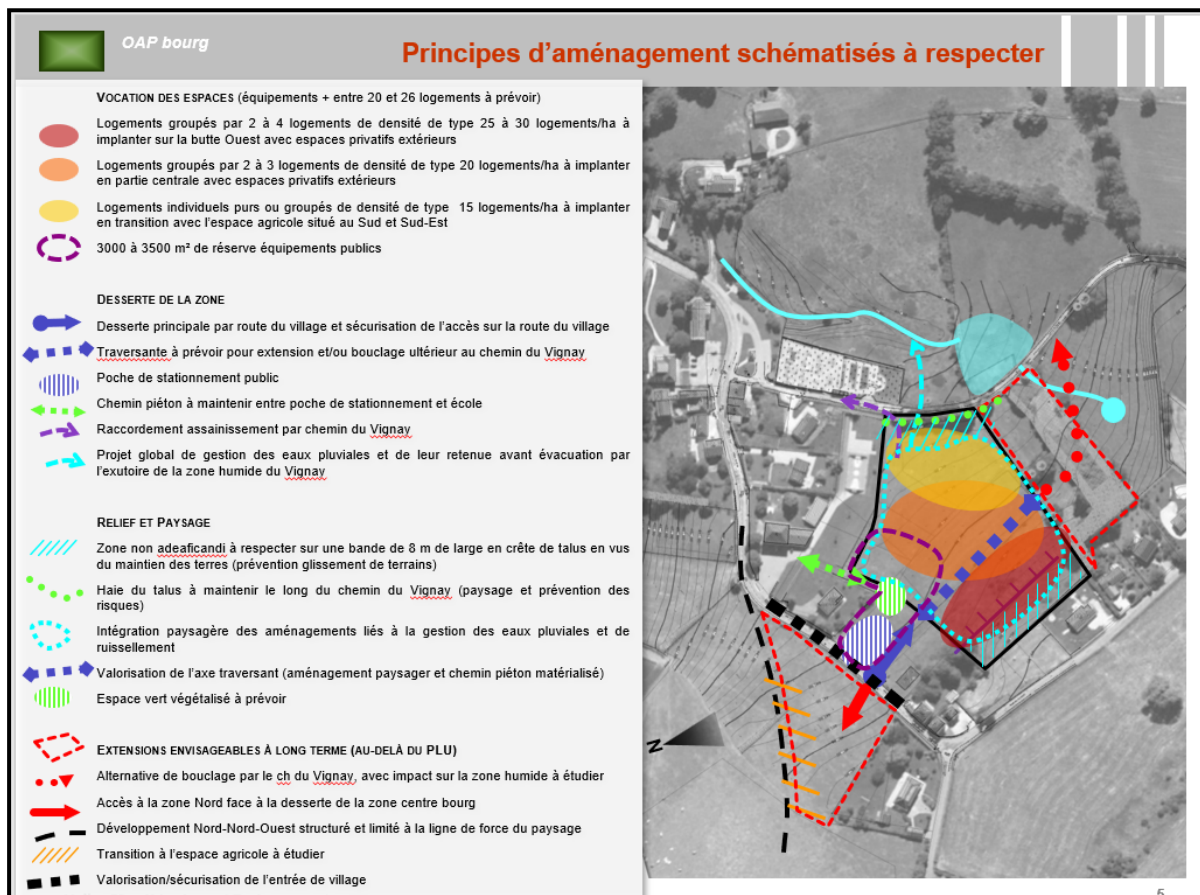 OAP bourg
Principes d'aménagement schématisés à respecter
VOCATION DES ESPACES (équipements + entre 20 et 26 logements à prévoir)
Logements groupés par 2 à 4 logements de densité de type 25 à 30 logements/ha à
implanter sur la butte Ouest avec espaces privatifs extérieurs
Logements groupés par 2 à 3 logements de densité de type 20 logements/ha à implanter
en partie centrale avec espaces privatifs extérieurs
Logements individuels purs ou groupés de densité de type 15 logements/ha à implanter
en transition avec l'espace agricole situé au Sud et Sud-Est
3000 à 3500 m² de réserve équipements publics
DESSERTE DE LA ZONE
Desserte principale par route du village et sécurisation de l'accès sur la route du village
Traversante à prévoir pour extension et/ou bouclage ultérieur au chemin du Vignay
Poche de stationnement public
Chemin piéton à maintenir entre poche de stationnement et école
Raccordement assainissement par chemin du Vignay
Projet global de gestion des eaux pluviales et de leur retenue avant évacuation par
l'exutoire de la zone humide du Vignay
RELIEF ET PAYSAGE
Zone non adeaficandi à respecter sur une bande de 8 m de large en crête de talus en vus
du maintien des terres (prévention glissement de terrains)
Haie du talus à maintenir le long du chemin du Vignay (paysage et prévention des
risques)
Intégration paysagère des aménagements liés à la gestion des eaux pluviales et de
ruissellement
Valorisation de l'axe traversant (aménagement paysager et chemin piéton matérialisé)
Espace vert végétalisé à prévoir
EXTENSIONS ENVISAGEABLES À LONG TERME (AU-DELÀ DU PLU)
Alternative de bouclage par le ch du Vignay, avec impact sur la zone humide à étudier
Accès à la zone Nord face à la desserte de la zone centre bourg
Développement Nord-Nord-Ouest structuré et limité à la ligne de force du paysage
Transition à l'espace agricole à étudier
Valorisation/sécurisation de l'entrée de village
N
5